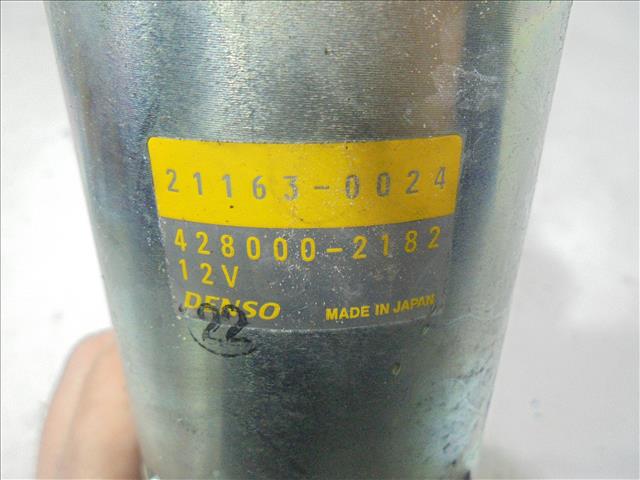 21163-0024
428000-2182
12V
DENSO MADE IN JAPAN
22